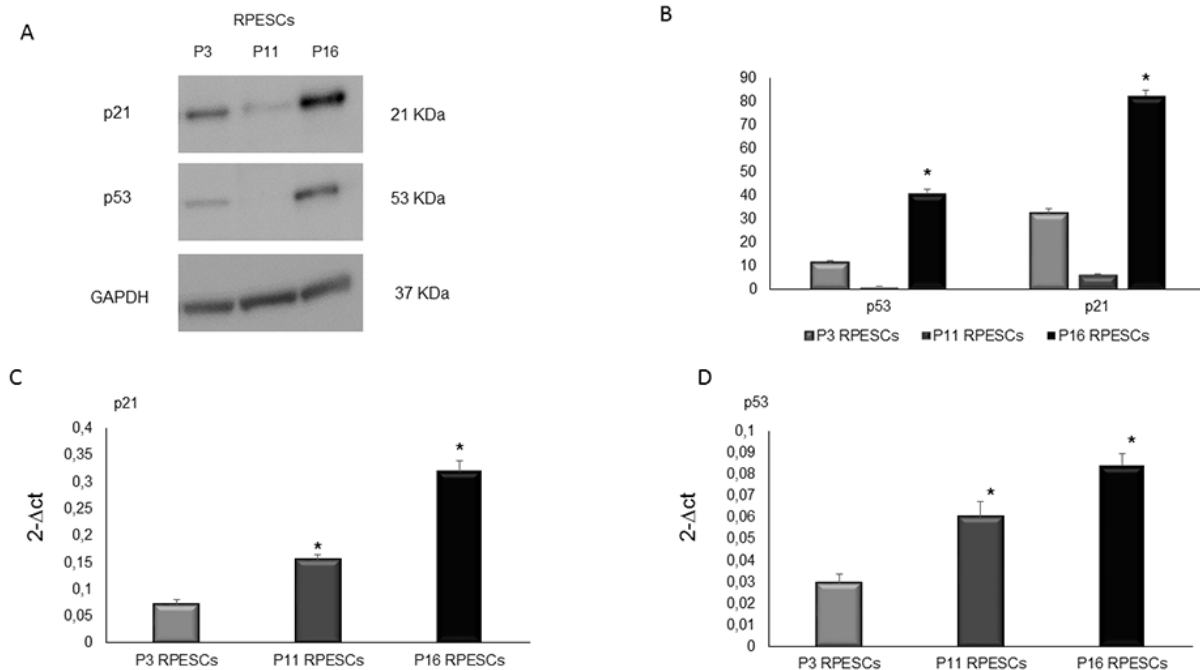 A
RPESCs
P3 P11 P16
p21
21 KDa
p53
53 KDa
GAPDH
37 KDa
B
90
80
70
60
50
40
30
20
10
0
*
*
p53 p21
P3 RPESCs P11 RPESCs P16 RPESCs
C
p21
2-Δct
0,4
0,35
0,3
0,25
0,2
0,15
0,1
0,05
0
*
*
P3 RPESCs P11 RPESCs P16 RPESCs
D
p53
2-Δct
0,1
0,09
0,08
0,07
0,06
0,05
0,04
0,03
0,02
0,01
0
*
*
P3 RPESCs P11 RPESCs P16 RPESCs